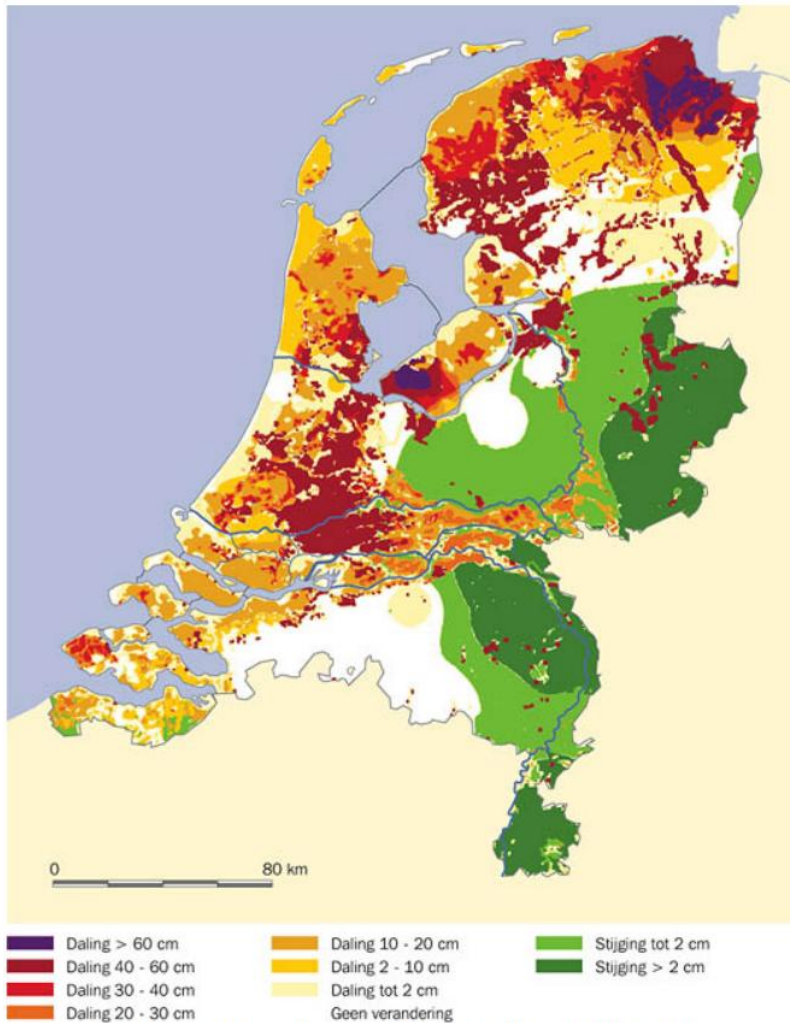 0 80 km
Daling > 60 cm
Daling 40 - 60 cm
Daling 30 - 40 cm
Daling 20 - 30 cm
Daling 10 - 20 cm
Daling 2 - 10 cm
Daling tot 2 cm
Geen verandering
Stijging tot 2 cm
Stijging > 2 cm